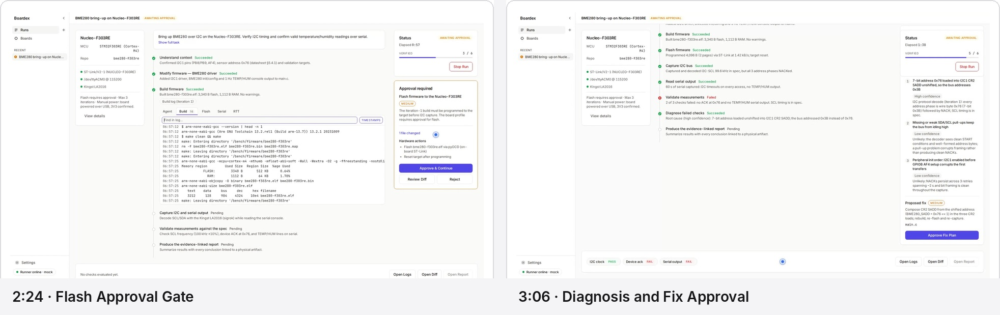 Boardex
Runs
Boards
RECENT
BME280 bring-up on Nucle...
Settings
Runner online · mock
BME280 bring-up on Nucleo-F303RE AWAITING APPROVAL
Nucleo-F303RE
MCU STM32F303RE (Cortex-
M4)
Repo bme280-f303re
ST-Link/V2-1 (NUCLEO-F303RE)
/dev/ttyACM0 @ 115200
Kingst LA2016
Flash requires approval · Max 3
iterations · Manual power: board
powered over USB, 3V3 confirmed.
View details
Bring up BME280 over I2C on the Nucleo-F303RE. Verify I2C timing and confirm valid temperature/humidity readings over serial.
Show full task
Understand context Succeeded
Confirmed I2C1 pins (PB8/PB9, AF4), sensor address 0x76 (datasheet §5.4.1) and validation targets.
Modify firmware — BME280 driver Succeeded
Added I2C1 driver, BME280 init/config and 1 Hz TEMP/HUM console output to main.c.
Build firmware Succeeded
Built bme280-f303re.elf: 3,340 B flash, 1,112 B RAM. No warnings.
Build log (iteration 1)
Agent Build 16 Flash Serial RTT
Find in log... TIMESTAMPS
06:57:12 $ arm-none-eabi-gcc --version | head -n 1
06:57:12 arm-none-eabi-gcc (Arm GNU Toolchain 13.2.rel1 (Build arm-13.7)) 13.2.1 20231009
06:57:12 $ make clean && make
06:57:12 make: Entering directory '/bench/firmware/bme280-f303re'
06:57:12 rm -f bme280-f303re.elf bme280-f303re.bin bme280-f303re.map
06:57:12 make: Leaving directory '/bench/firmware/bme280-f303re'
06:57:12 make: Entering directory '/bench/firmware/bme280-f303re'
06:57:25 arm-none-eabi-gcc -mcpu=cortex-m4 -mthumb -mfloat-abi=soft -Wall -Wextra -O2 -g -ffreestanding -nostdli
06:57:25 Memory region Used Size Region Size %age Used
06:57:25 FLASH: 3340 B 512 KB 0.64%
06:57:25 RAM: 1112 B 64 KB 1.70%
06:57:25 arm-none-eabi-objcopy -O binary bme280-f303re.elf bme280-f303re.bin
06:57:25 arm-none-eabi-size bme280-f303re.elf
06:57:25 text data bss dec hex filename
06:57:25 3212 128 984 4324 10e4 bme280-f303re.elf
06:57:25 make: Leaving directory '/bench/firmware/bme280-f303re'
Capture I2C and serial output Pending
Decode SCL/SDA with the Kingst LA2016 (sigrok) while reading the serial console.
Validate measurements against the spec Pending
Check SCL frequency (100 kHz ±10%), device ACK at 0x76, and TEMP/HUM lines on serial.
Produce the evidence-linked report Pending
Summarize results with every conclusion linked to a physical artifact.
Status AWAITING APPROVAL
Elapsed 0:57
VERIFIED 3 / 6
Stop Run
Approval required
Flash firmware to the Nucleo-F303RE
MEDIUM
The iteration-1 build must be programmed to the
target before I2C capture. The board profile
requires approval for flash.
1 file changed
Hardware actions
• Flash bme280-f303re.elf via pyOCD (on-
board ST-Link)
• Reset target after programming
Approve & Continue
Review Diff Reject
No checks evaluated yet.
Open Logs Open Diff Open Report
2:24 · Flash Approval Gate
Boardex
Runs
Boards
RECENT
BME280 bring-up on Nucle...
Settings
Runner online · mock
BME280 bring-up on Nucleo-F303RE AWAITING APPROVAL
Nucleo-F303RE
MCU STM32F303RE (Cortex-
M4)
Repo bme280-f303re
ST-Link/V2-1 (NUCLEO-F303RE)
/dev/ttyACM0 @ 115200
Kingst LA2016
Flash requires approval · Max 3
iterations · Manual power: board
powered over USB, 3V3 confirmed.
View details
Added I2C1 driver, BME280 init/config and 1 Hz TEMP/HUM console output to main.c.
Build firmware Succeeded
Built bme280-f303re.elf: 3,340 B flash, 1,112 B RAM. No warnings.
Flash firmware Succeeded
Programmed 4,096 B (2 pages) via ST-Link at 1.42 kB/s; target reset.
Capture I2C bus Succeeded
Captured and decoded I2C: SCL 99.6 kHz in spec, but all 3 address phases NACKed.
Read serial output Succeeded
60 s of serial captured: I2C timeouts on every access, no TEMP/HUM output.
Validate measurements Failed
2 of 3 checks failed: no ACK at 0x76 and no TEMP/HUM serial output. SCL timing is in spec.
Diagnose failed checks Succeeded
Root cause (high confidence): 7-bit address loaded unshifted into I2C1 CR2 SADD; the bus addressed 0x3B instead of 0x76.
Produce the evidence-linked report Pending
Summarize results with every conclusion linked to a physical artifact.
Status AWAITING APPROVAL
Elapsed 1:38
VERIFIED 5 / 6
Stop Run
1 7-bit address 0x76 loaded into I2C1 CR2
SADD unshifted, so the bus addresses
0x3B
High confidence
I2C protocol decode (iteration 1): every
address phase is wire byte 0x76 (7-bit
0x3B) followed by NACK; SCL timing is in
spec.
2 Missing or weak SDA/SCL pull-ups keep
the bus from idling high
Low confidence
Unlikely: the decoder sees clean START
conditions and well-formed address bytes;
a pull-up problem corrupts framing rather
than producing clean NACKs.
3 Peripheral init order: I2C1 enabled before
GPIOB AF4 setup corrupts the first
transfers
Low confidence
Unlikely: NACKs persist across 3 retries
spanning ~2 s and bit framing is clean
throughout the capture.
Proposed fix MEDIUM
Compose CR2 SADD from the shifted address
(BME280_SADD = 0x76 << 1) in the three CR2
loads; rebuild, re-flash and re-capture.
main.c
Approve Fix Plan
I2C clock PASS Device ack FAIL Serial output FAIL
Open Logs Open Diff Open Report
3:06 · Diagnosis and Fix Approval